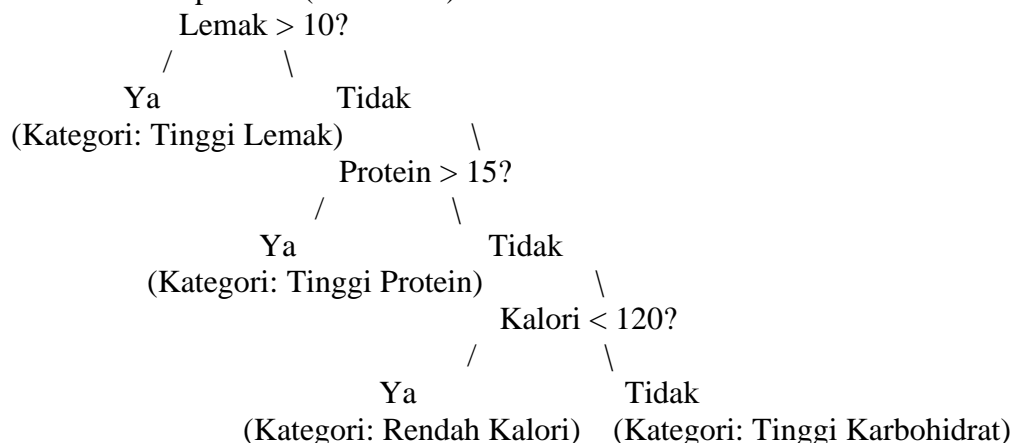 Lemak > 10?
/ \
Ya Tidak
(Kategori: Tinggi Lemak) \
Protein > 15?
/ \
Ya Tidak
(Kategori: Tinggi Protein) \
Kalori < 120?
/ \
Ya Tidak
(Kategori: Rendah Kalori) (Kategori: Tinggi Karbohidrat)